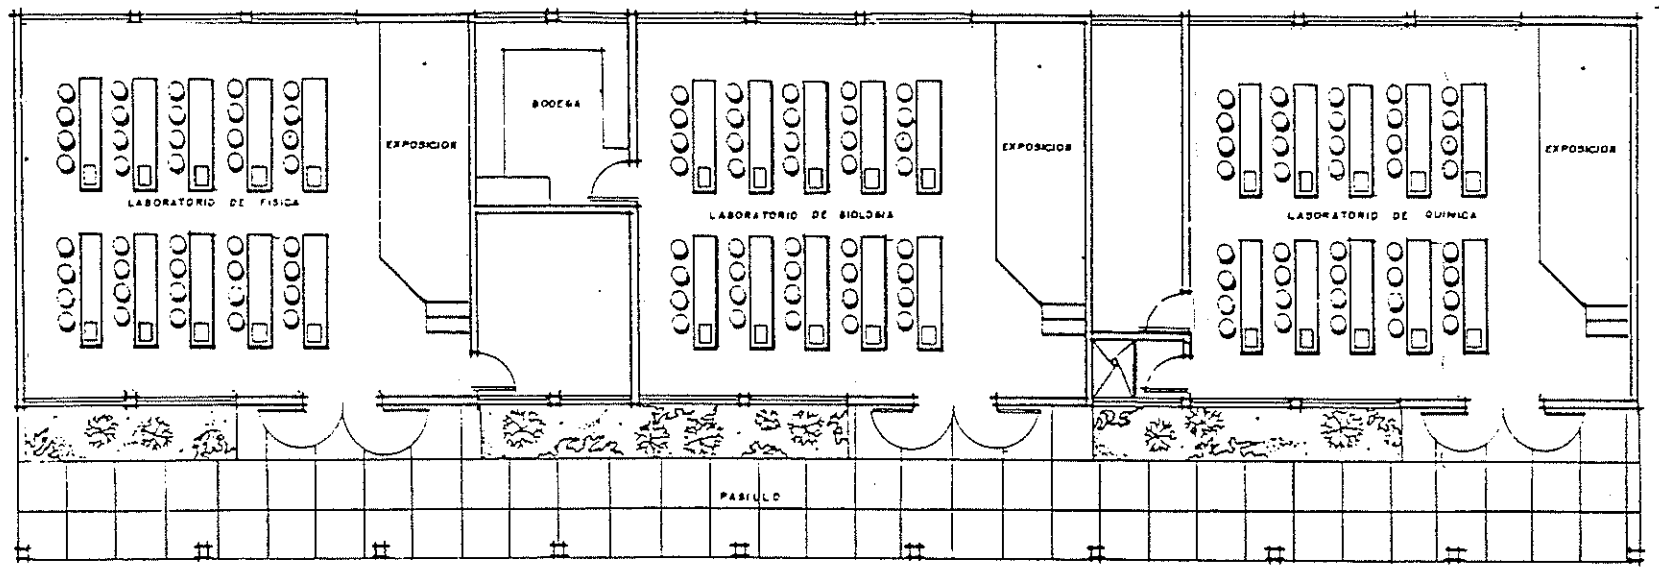 BODEGA
EXPOSICION
EXPOSICION
EXPOSICION
LABORATORIO DE FISICA
LABORATORIO DE BIOLOGIA
LABORATORIO DE QUIMICA
PASILLO